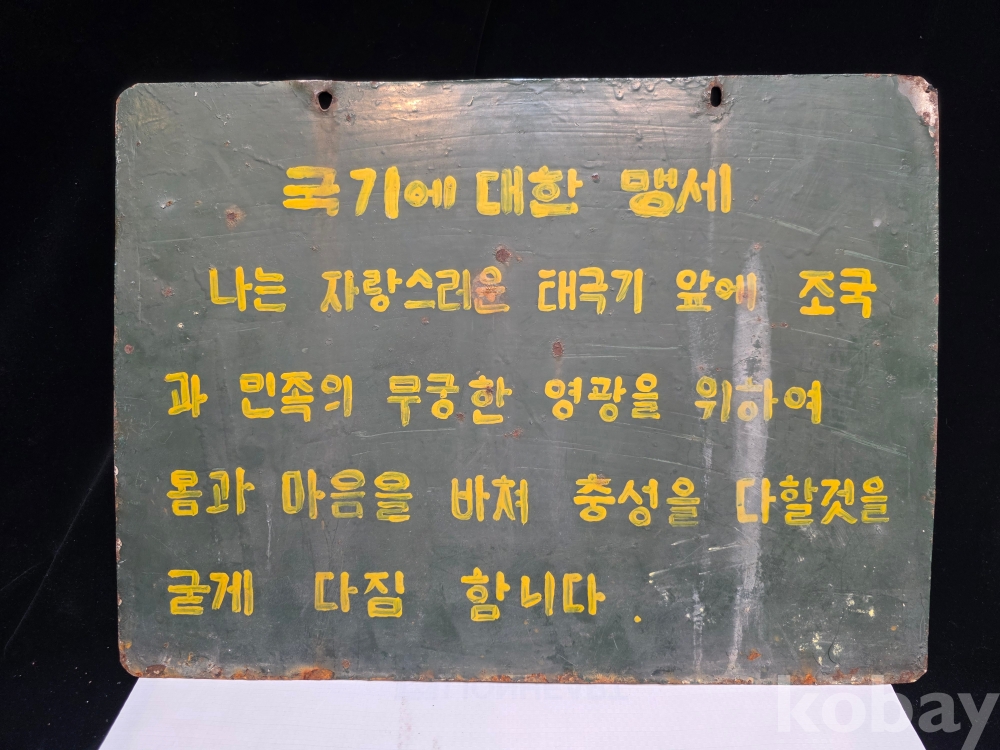 국기에 대한 맹세
나는 자랑스러운 태극기 앞에 조국
과 민족의 무궁한 영광을 위하여
몸과 마음을 바쳐 충성을 다할것을
굳게 다짐 합니다.
kobay